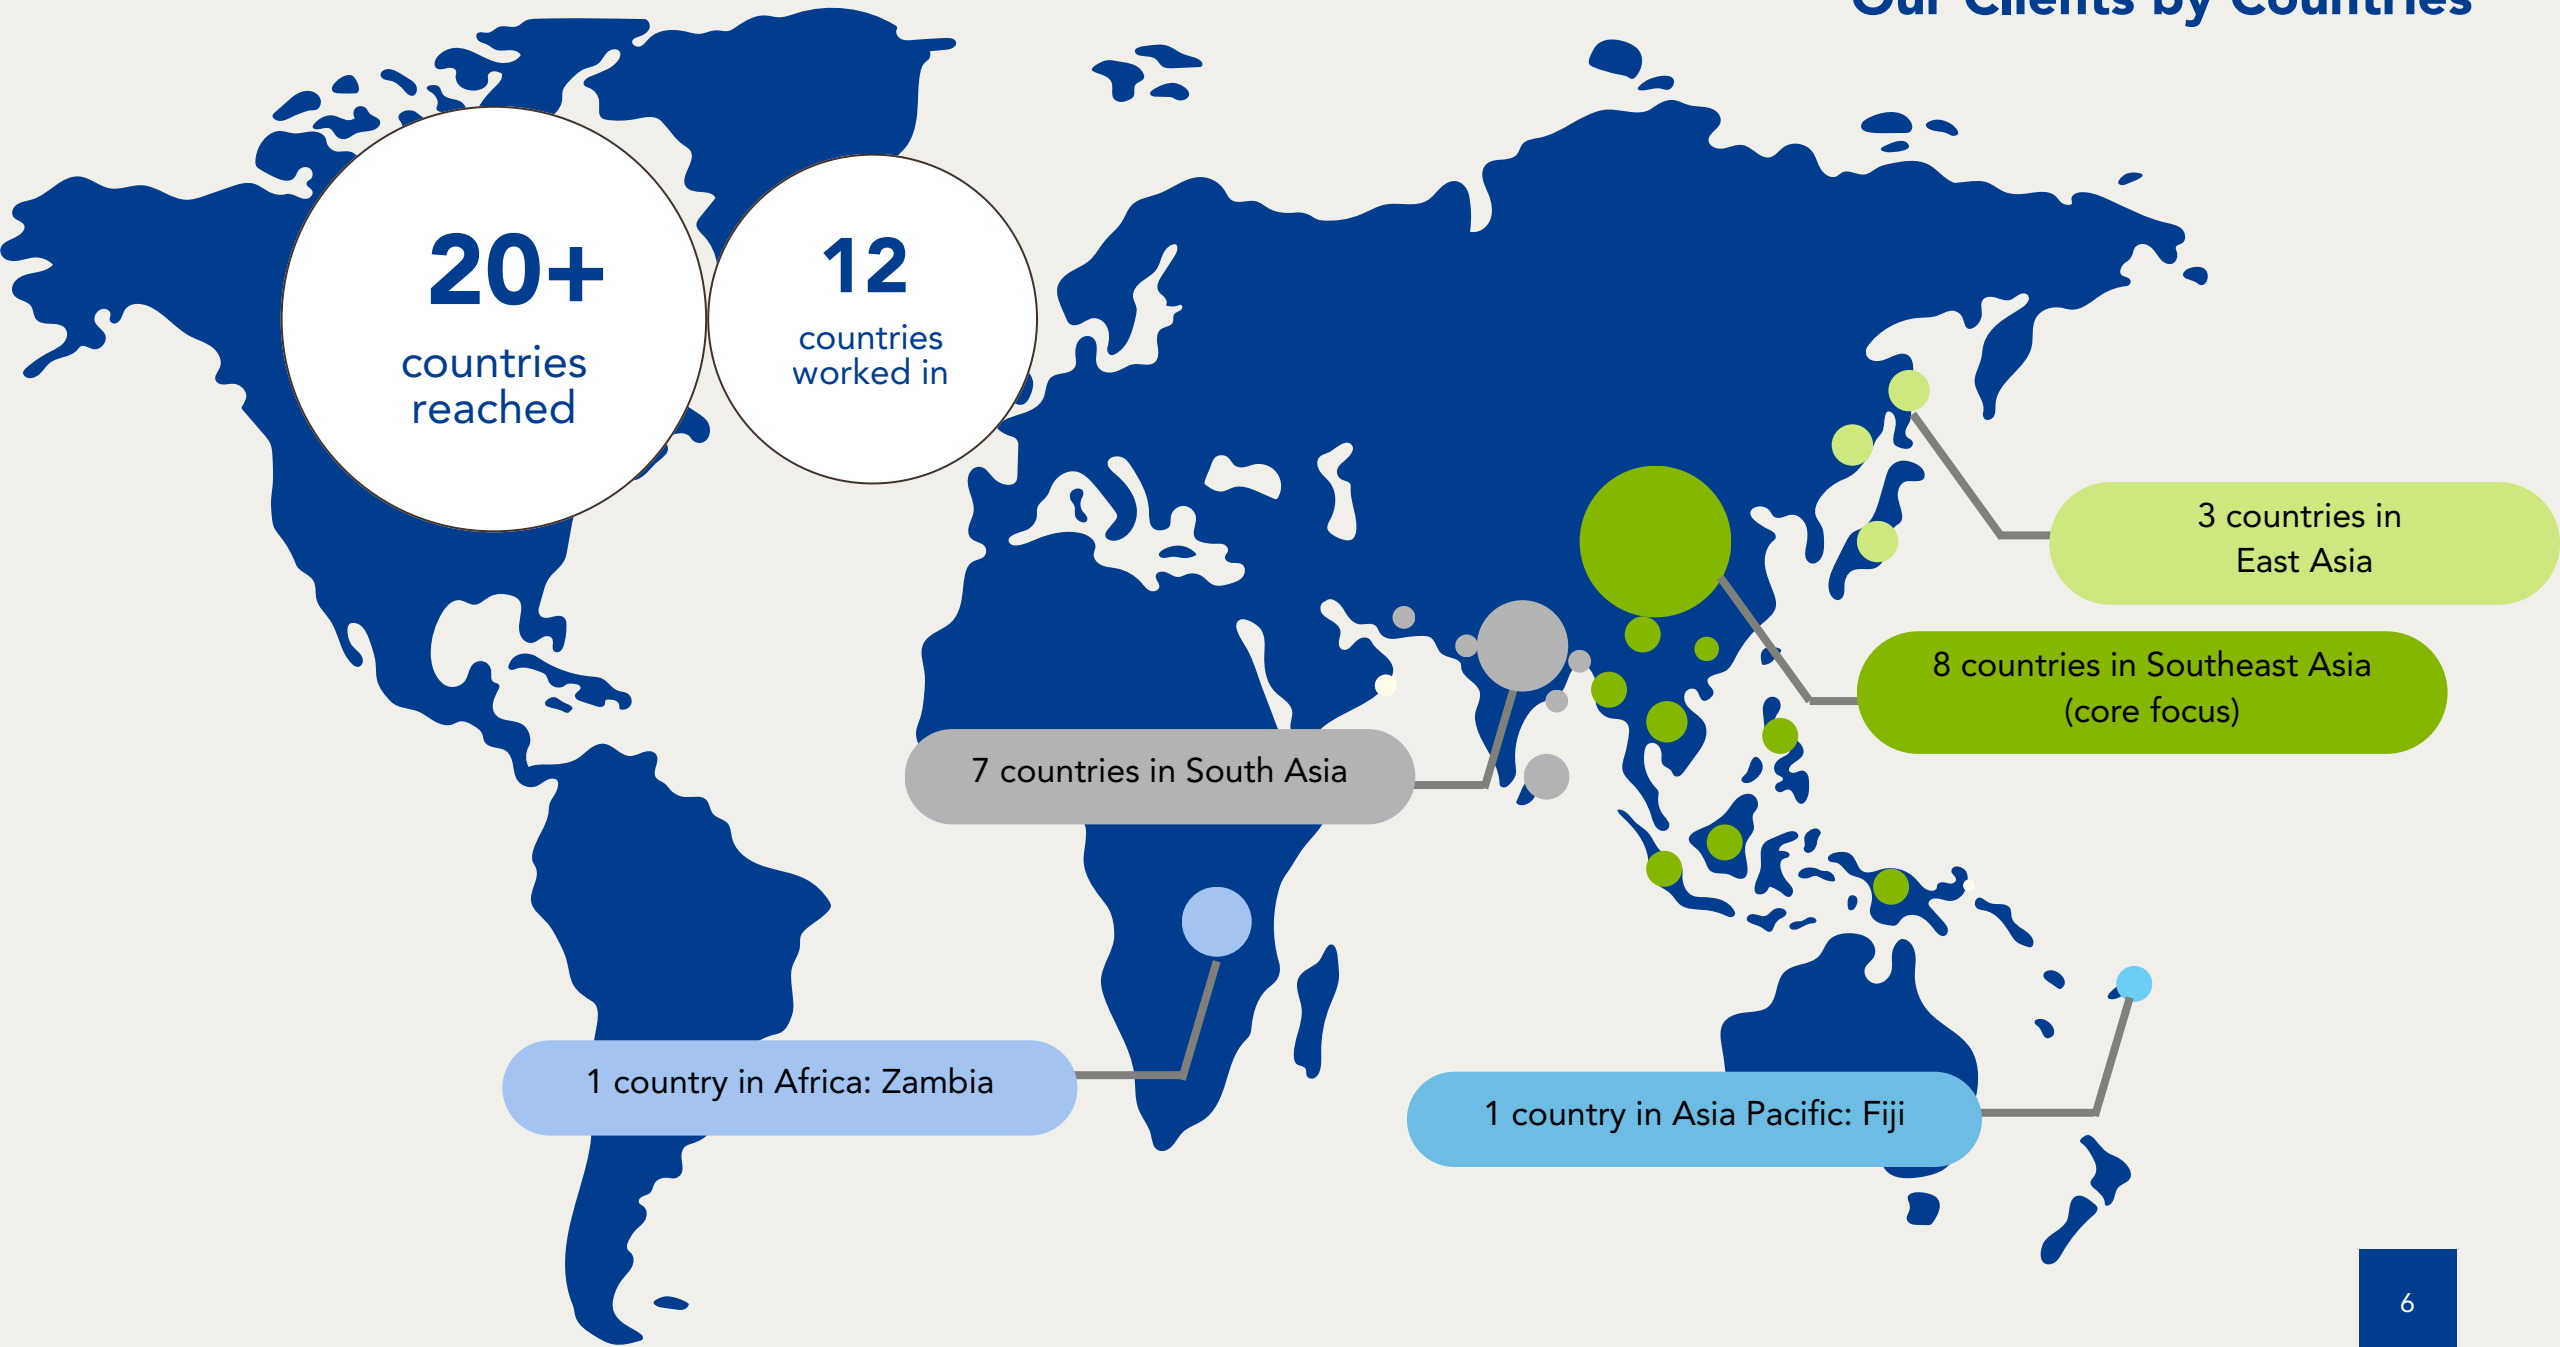 Our Clients by Countries
20+
countries
reached
12
countries
worked in
3 countries in
East Asia
8 countries in Southeast Asia
(core focus)
7 countries in South Asia
1 country in Africa: Zambia
1 country in Asia Pacific: Fiji
6